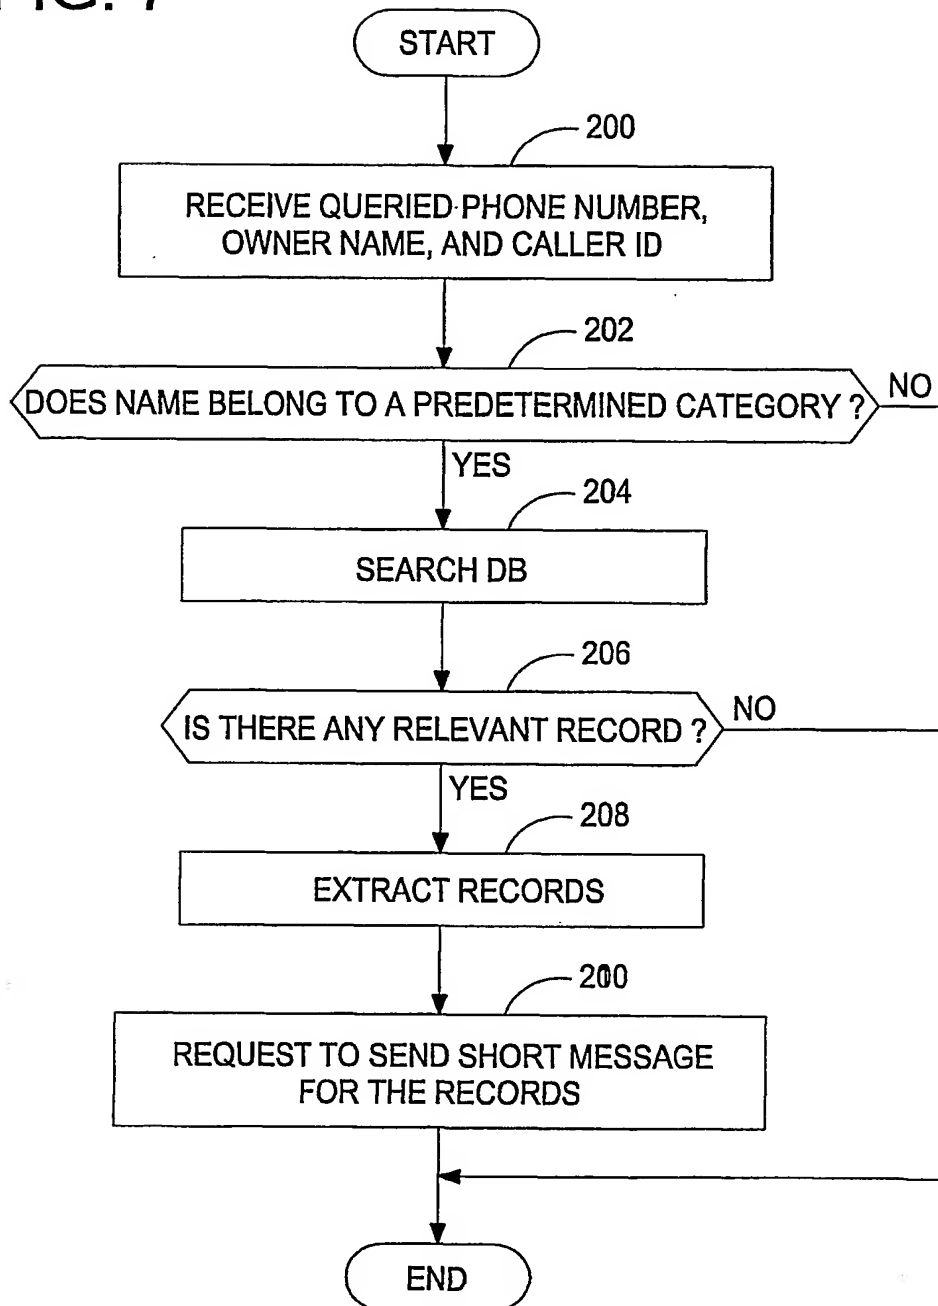 FIG. 7
START
200
RECEIVE QUERIED PHONE NUMBER,
OWNER NAME, AND CALLER ID
202
DOES NAME BELONG TO A PREDETERMINED CATEGORY ?
NO
YES
204
SEARCH DB
206
IS THERE ANY RELEVANT RECORD ?
NO
YES
208
EXTRACT RECORDS
200
REQUEST TO SEND SHORT MESSAGE
FOR THE RECORDS
END